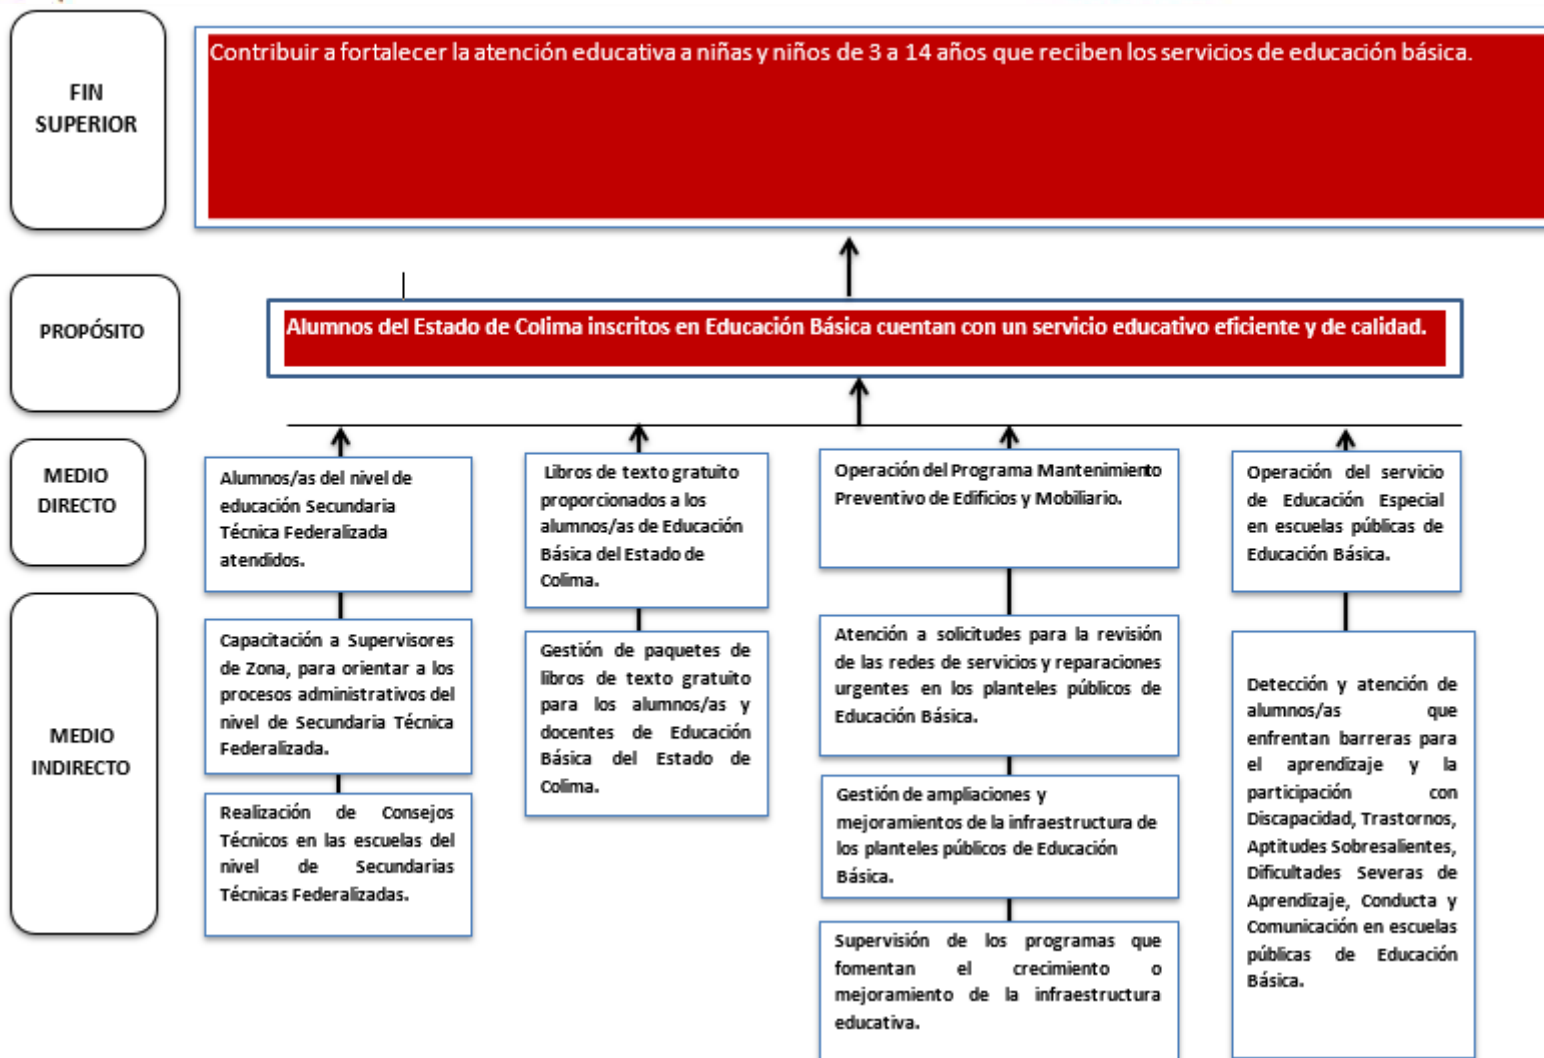 FIN
SUPERIOR
Contribuir a fortalecer la atención educativa a niñas y niños de 3 a 14 años que reciben los servicios de educación básica.
PROPÓSITO
Alumnos del Estado de Colima inscritos en Educación Básica cuentan con un servicio educativo eficiente y de calidad.
MEDIO
DIRECTO
Alumnos/as del nivel de
educación Secundaria
Técnica Federalizada
atendidos.
Libros de texto gratuito
proporcionados a los
alumnos/as de Educación
Básica del Estado de
Colima.
Operación del Programa Mantenimiento
Preventivo de Edificios y Mobiliario.
Operación del servicio
de Educación Especial
en escuelas públicas de
Educación Básica.
MEDIO
INDIRECTO
Capacitación a Supervisores
de Zona, para orientar a los
procesos administrativos del
nivel de Secundaria Técnica
Federalizada.
Realización de Consejos
Técnicos en las escuelas del
nivel de Secundarias
Técnicas Federalizadas.
Gestión de paquetes de
libros de texto gratuito
para los alumnos/as y
docentes de Educación
Básica del Estado de
Colima.
Atención a solicitudes para la revisión
de las redes de servicios y reparaciones
urgentes en los planteles públicos de
Educación Básica.
Gestión de ampliaciones y
mejoramientos de la infraestructura de
los planteles públicos de Educación
Básica.
Supervisión de los programas que
fomentan el crecimiento o
mejoramiento de la infraestructura
educativa.
Detección y atención de
alumnos/as que
enfrentan barreras para
el aprendizaje y la
participación con
Discapacidad, Trastornos,
Aptitudes Sobresalientes,
Dificultades Severas de
Aprendizaje, Conducta y
Comunicación en escuelas
públicas de Educación
Básica.